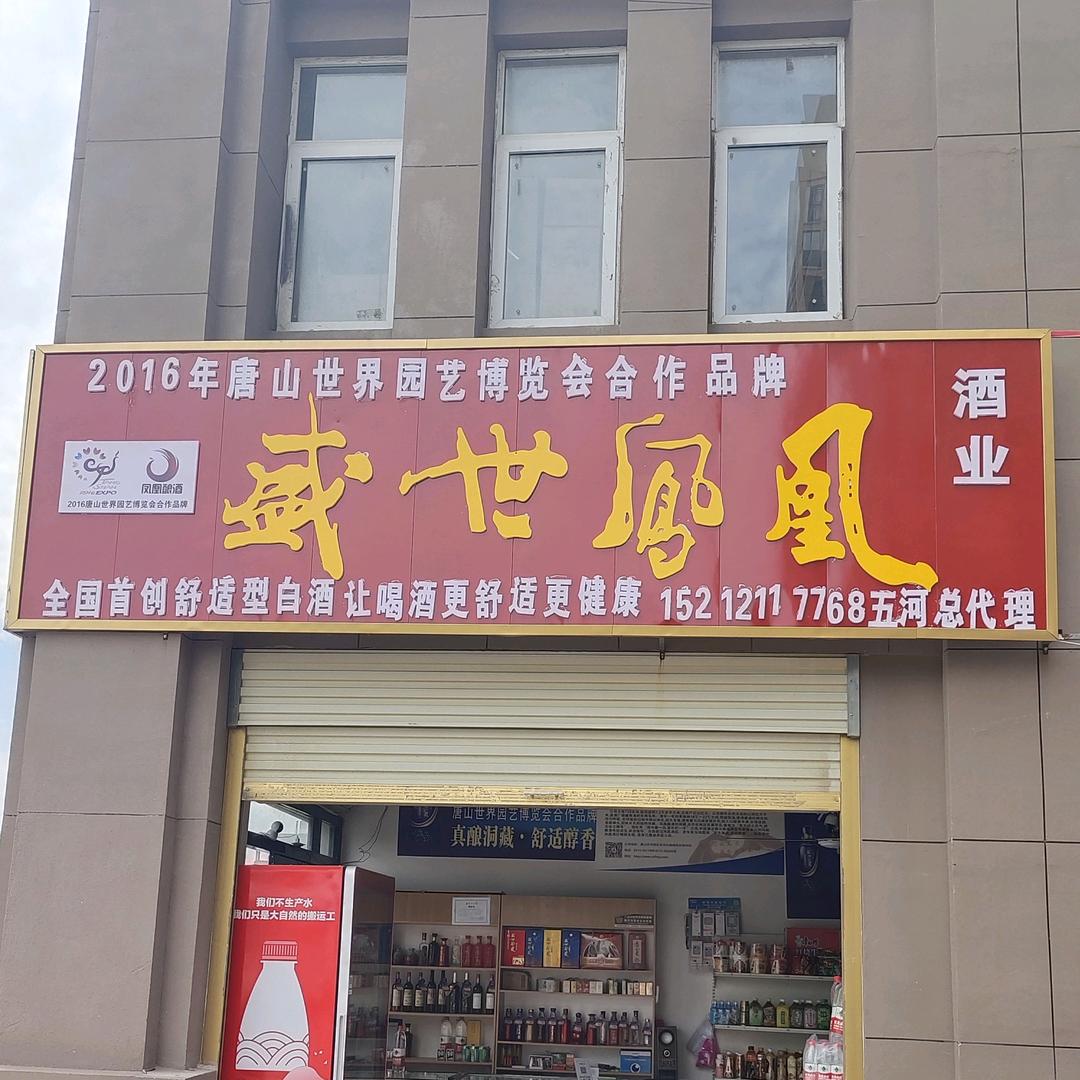 2016年唐山世界园艺博览会合作品牌
盛世鳳凰
酒业
凤凰酿酒
2016唐山世界园艺博览会合作品牌
全国首创舒适型白酒让喝酒更舒适更健康 152 1211 7768五河总代理
唐山世界园艺博览会合作品牌
真酿洞藏·舒适醇香
我们不生产水
我们只是大自然的搬运工